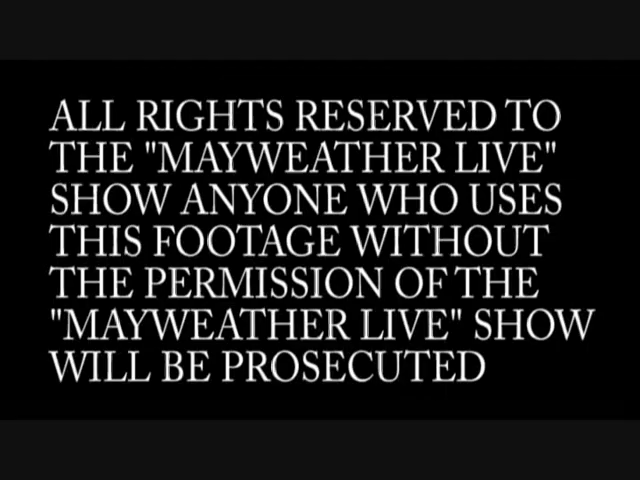 ALL RIGHTS RESERVED TO
THE "MAYWEATHER LIVE"
SHOW ANYONE WHO USES
THIS FOOTAGE WITHOUT
THE PERMISSION OF THE
"MAYWEATHER LIVE" SHOW
WILL BE PROSECUTED